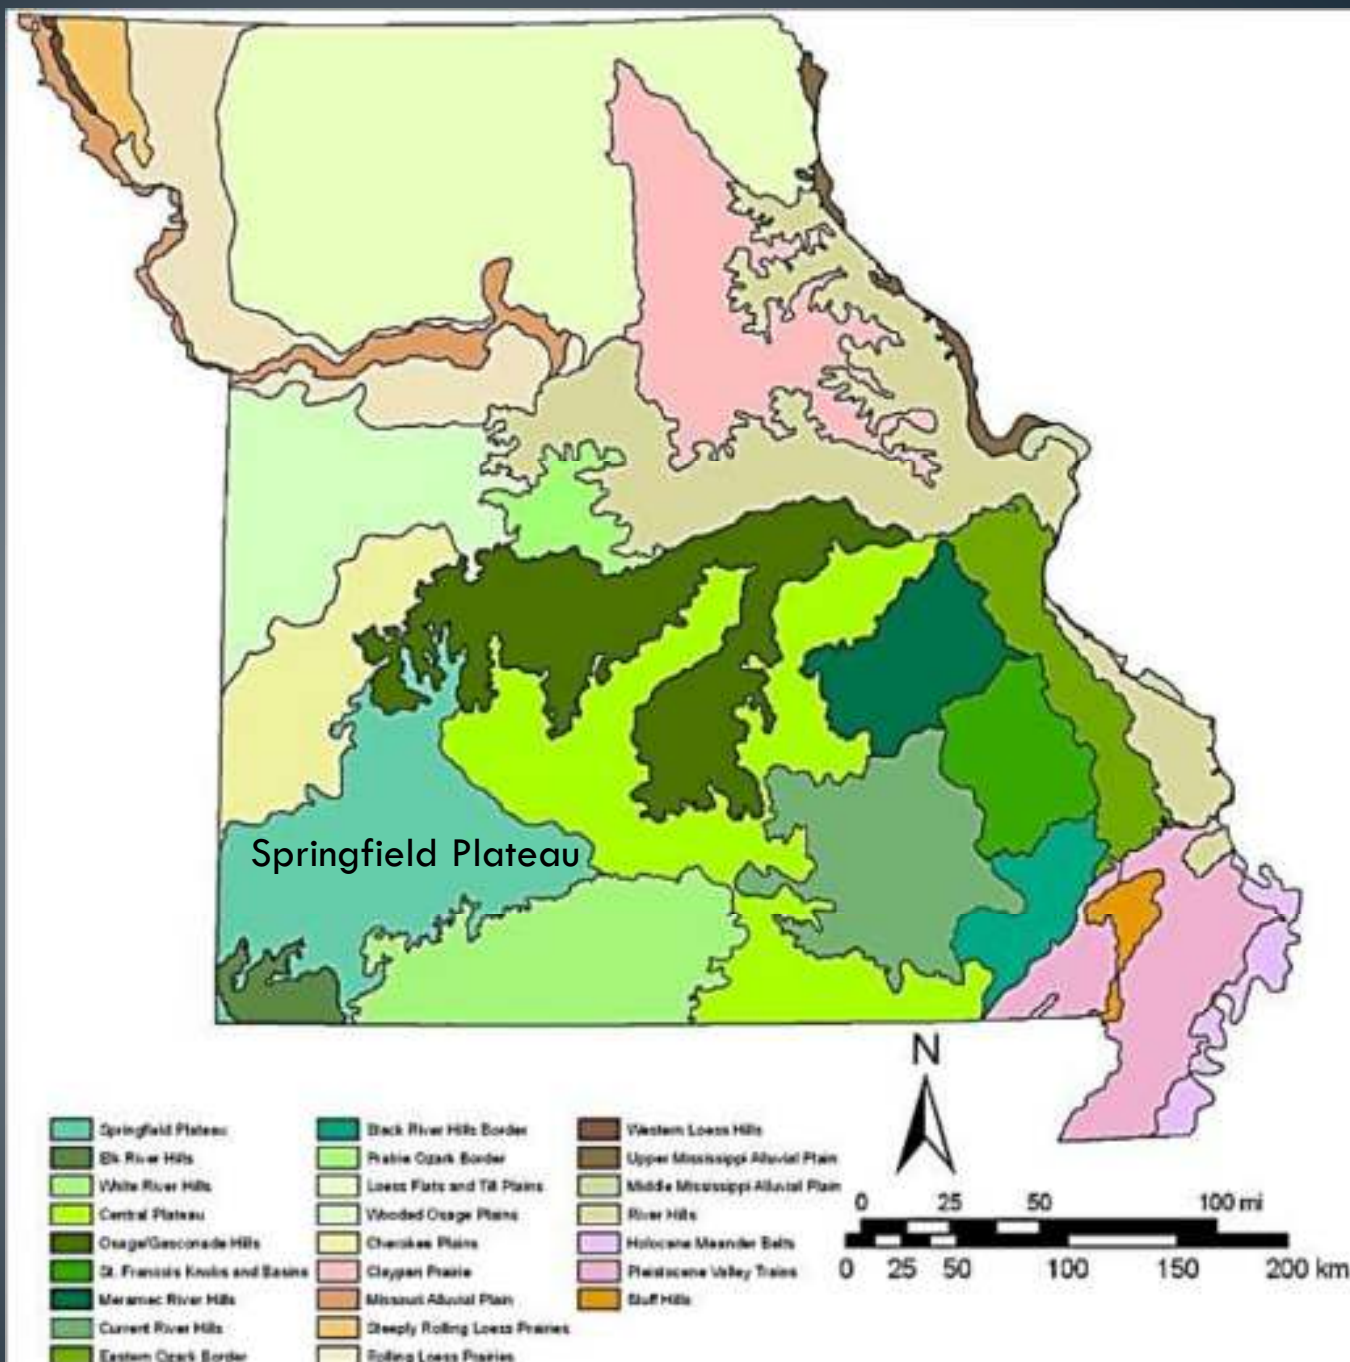 Springfield Plateau
N
0 25 50 100 mi
0 25 50 100 150 200 km
Springfield Plateau
Elk River Hills
White River Hills
Central Plateau
Osage/Gasconade Hills
St. Francois Knobs and Basins
Meramec River Hills
Current River Hills
Eastern Ozark Border
Black River Hills Border
Prairie Ozark Border
Loess Flats and Till Plains
Wooded Osage Plains
Cherokee Plains
Claypan Prairie
Missouri Alluvial Plain
Steeply Rolling Loess Prairies
Rolling Loess Prairies
Western Loess Hills
Upper Mississippi Alluvial Plain
Middle Mississippi Alluvial Plain
River Hills
Holocene Meander Belts
Pleistocene Valley Trains
Bluff Hills